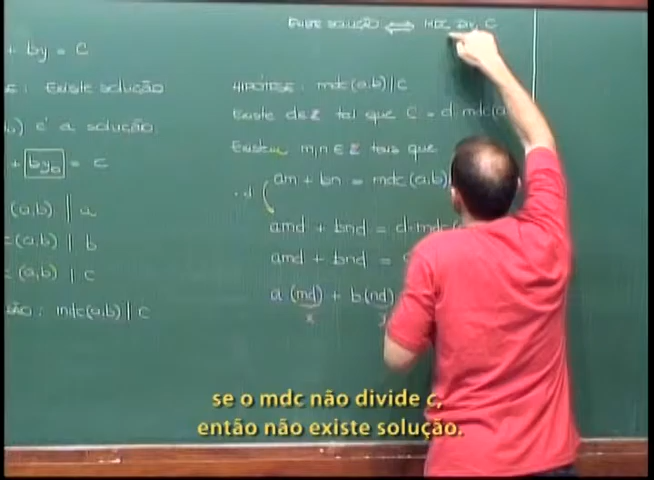 EXISTE SOLUÇÃO ⟺ MDC DIV. C
+ by = C
: EXISTE SOLUÇÃO
é a SOLUÇÃO
+ by₀ = c
(a,b) | a
=(a,b) | b
=(a,b) | c
: mdc(a,b) | C
HIPÓTESE: mdc(a,b) | C
EXISTE d∈ℤ tal que C = d mdc(a
EXISTEM m,n ∈ ℤ tais que
am + bn = mdc(a,b)
·d
amd + bnd = d·mdc(
amd + bnd =
a (md) + b(nd)
x
se o mdc não divide c,
então não existe solução.